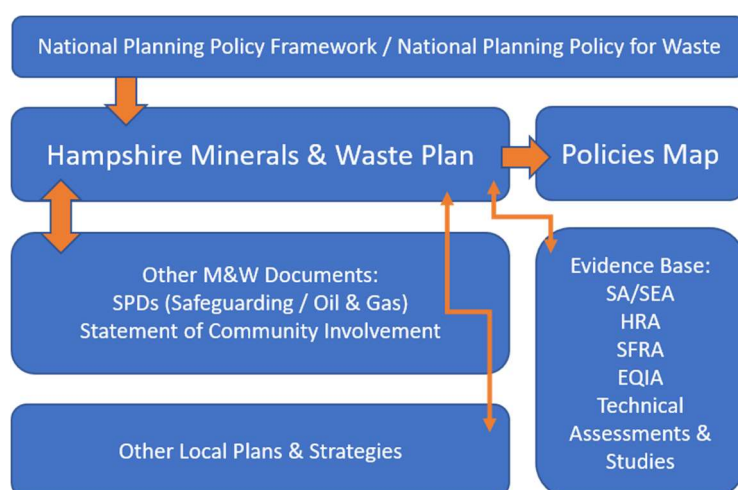 National Planning Policy Framework / National Planning Policy for Waste
Hampshire Minerals & Waste Plan
Policies Map
Other M&W Documents:
SPDs (Safeguarding / Oil & Gas)
Statement of Community Involvement
Evidence Base:
SA/SEA
HRA
SFRA
EQIA
Technical
Assessments &
Studies
Other Local Plans & Strategies